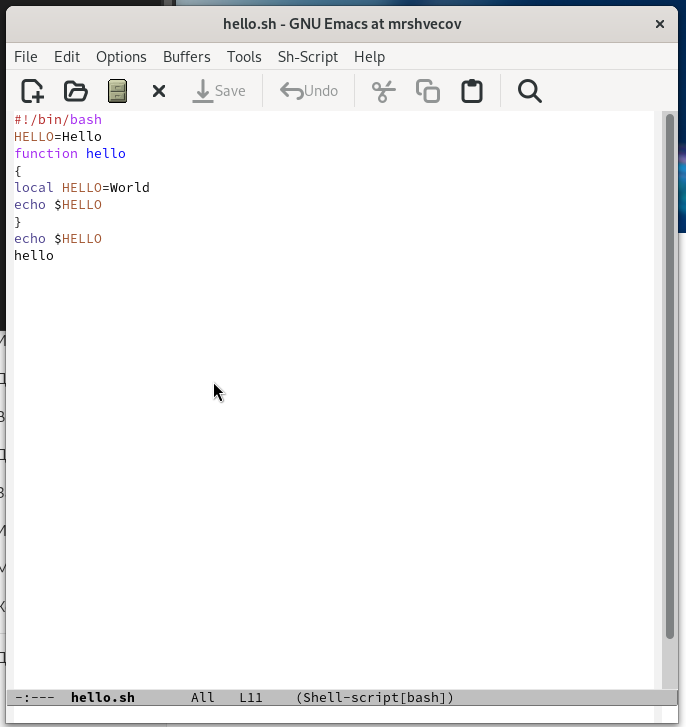 hello.sh - GNU Emacs at mrshvecov
File Edit Options Buffers Tools Sh-Script Help
Save Undo
#!/bin/bash
HELLO=Hello
function hello
{
local HELLO=World
echo $HELLO
}
echo $HELLO
hello
-:--- hello.sh All L11 (Shell-script[bash])